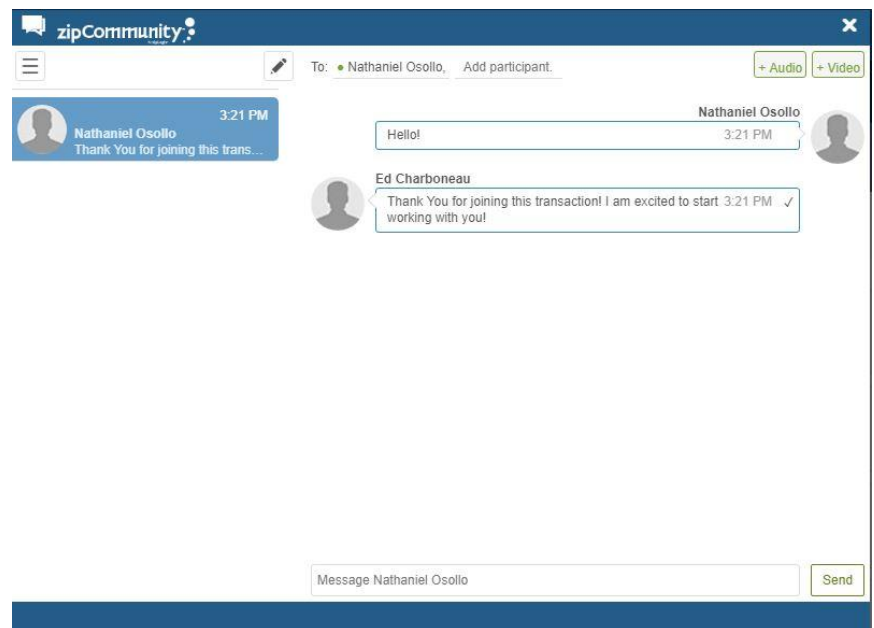 zipCommunity
To: Nathaniel Osollo, Add participant.
+ Audio + Video
3:21 PM
Nathaniel Osollo
Thank You for joining this trans...
Nathaniel Osollo
Hello! 3:21 PM
Ed Charboneau
Thank You for joining this transaction! I am excited to start 3:21 PM ✓
working with you!
Message Nathaniel Osollo
Send